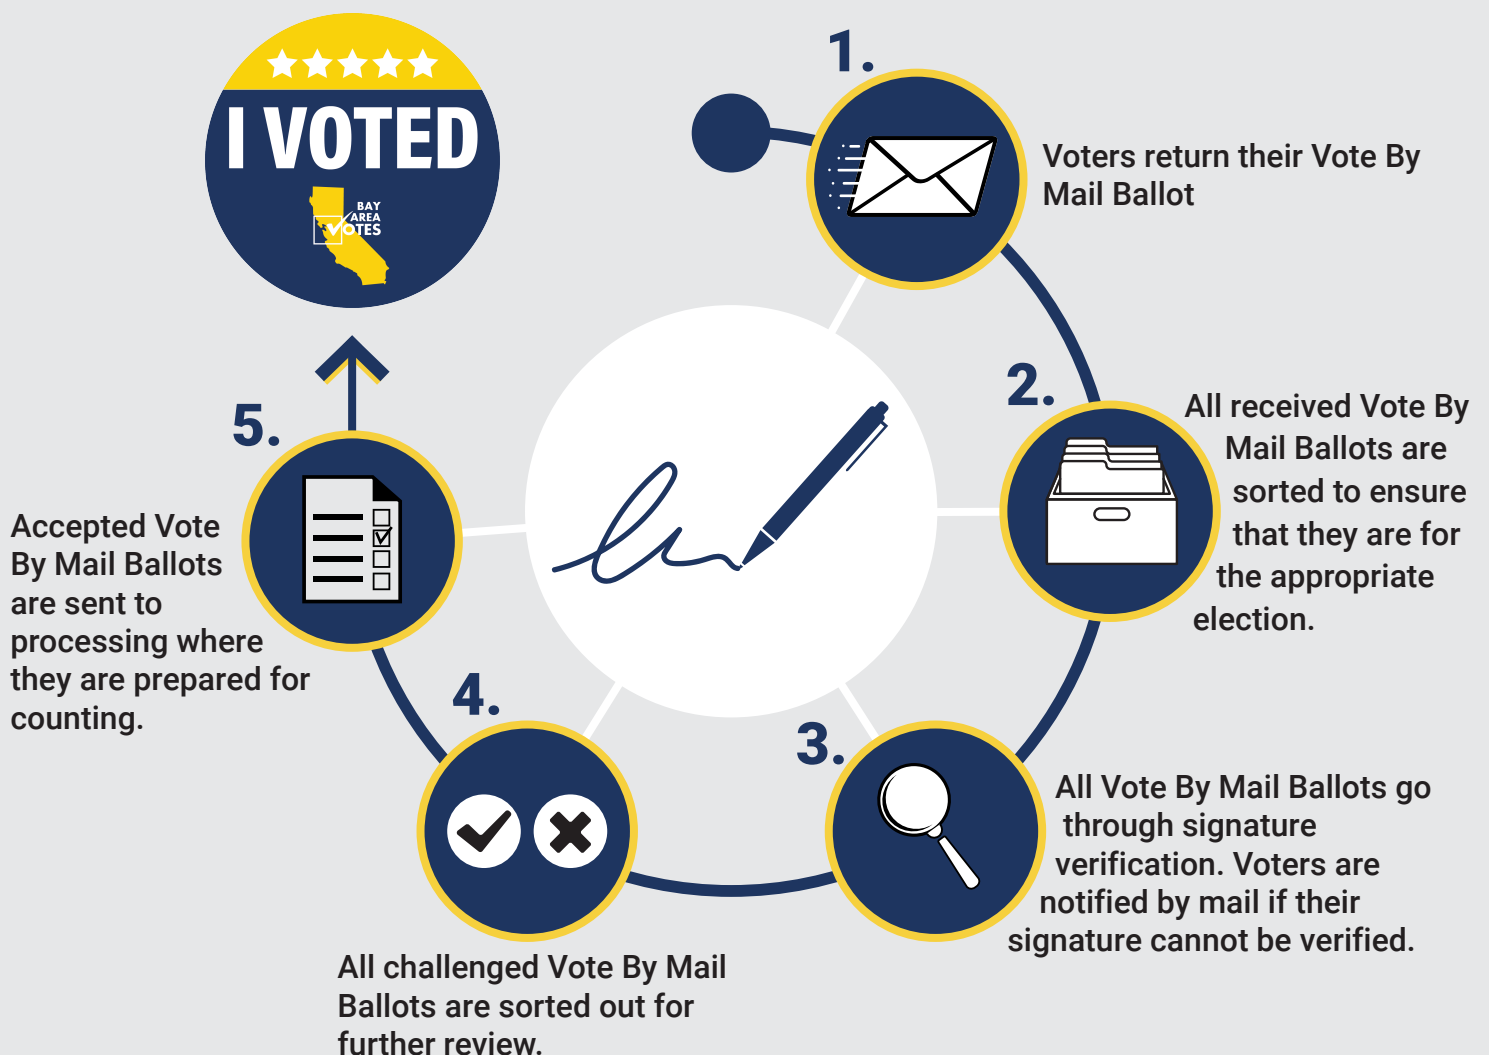 I VOTED
BAY
AREA
VOTES
1.
Voters return their Vote By
Mail Ballot
2.
All received Vote By
Mail Ballots are
sorted to ensure
that they are for
the appropriate
election.
3.
All Vote By Mail Ballots go
through signature
verification. Voters are
notified by mail if their
signature cannot be verified.
4.
All challenged Vote By Mail
Ballots are sorted out for
further review.
5.
Accepted Vote
By Mail Ballots
are sent to
processing where
they are prepared for
counting.